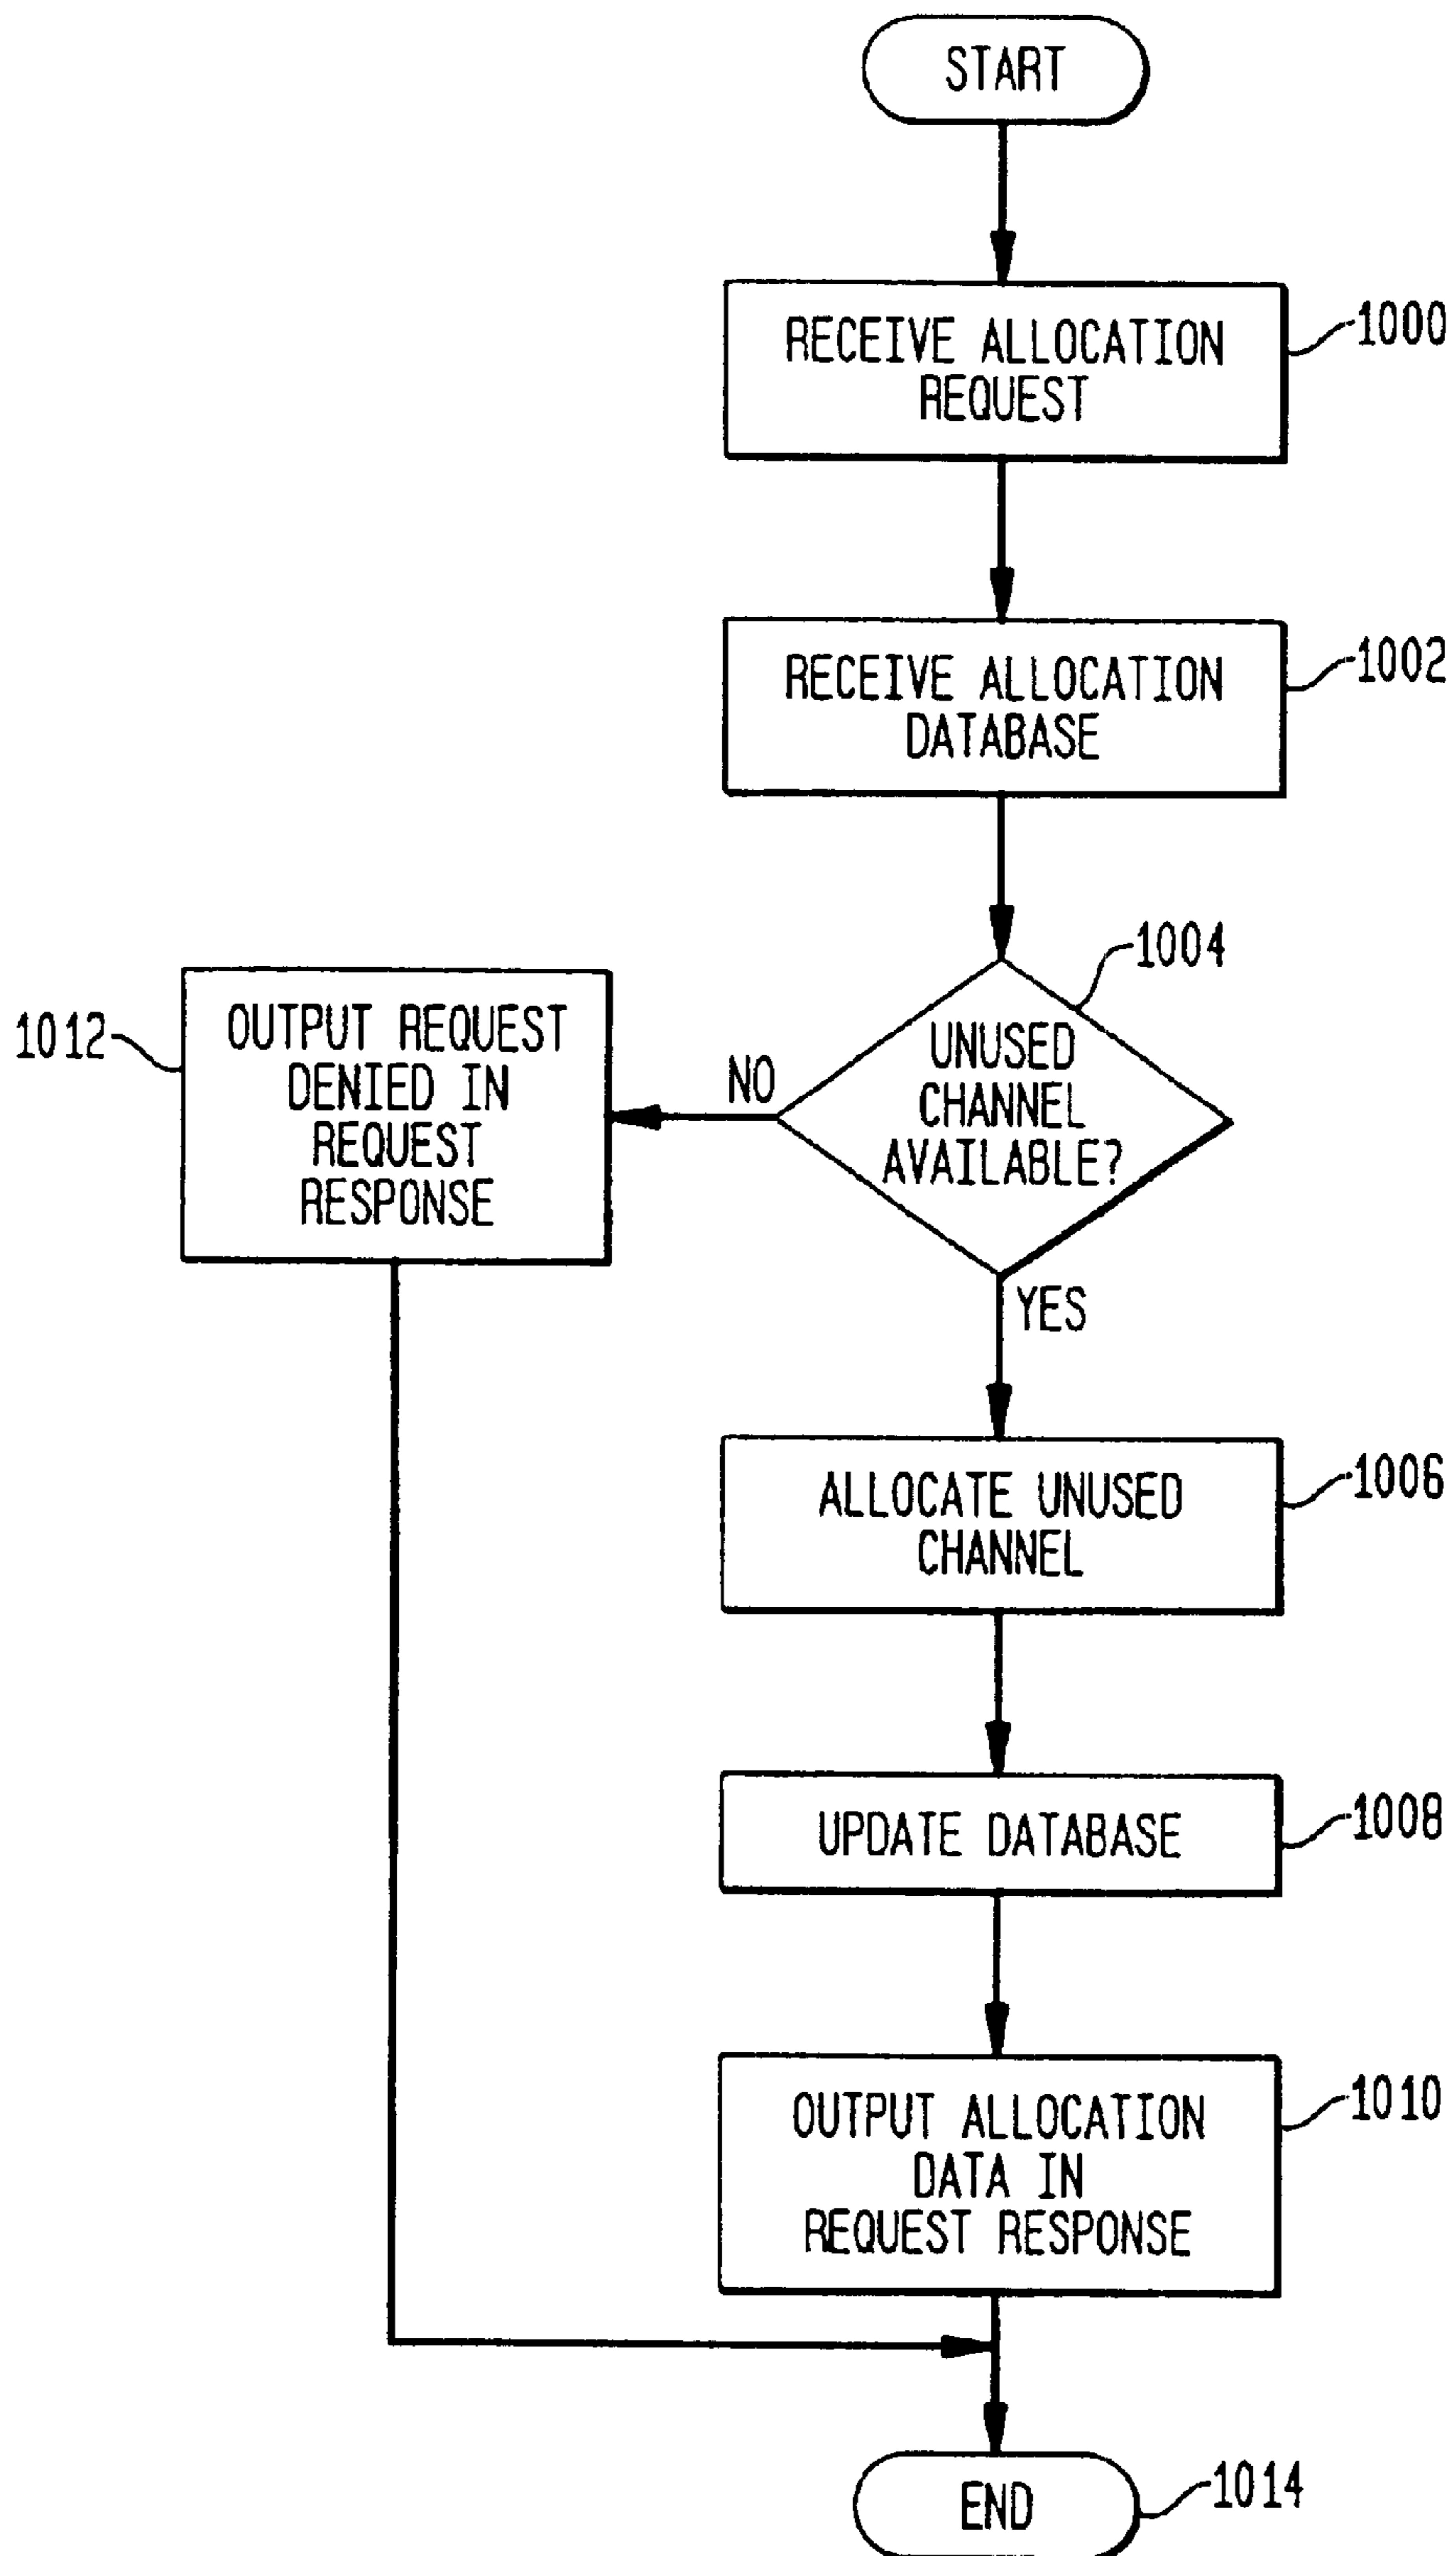 START
RECEIVE ALLOCATION
REQUEST
1000
RECEIVE ALLOCATION
DATABASE
1002
1004
UNUSED
CHANNEL
AVAILABLE?
NO
1012
OUTPUT REQUEST
DENIED IN
REQUEST
RESPONSE
YES
ALLOCATE UNUSED
CHANNEL
1006
UPDATE DATABASE
1008
OUTPUT ALLOCATION
DATA IN
REQUEST RESPONSE
1010
END
1014